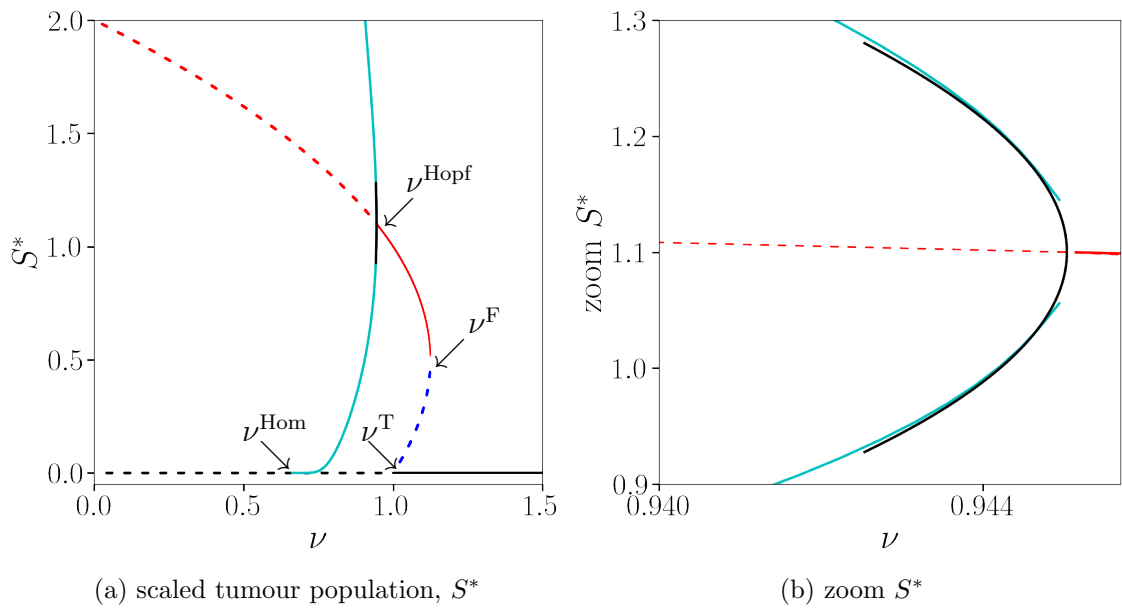 2.0
1.5
1.0
0.5
0.0
S*
0.0 0.5 1.0 1.5
ν
ν^Hopf
ν^F
ν^Hom
ν^T
(a) scaled tumour population, S*
1.3
1.2
1.1
1.0
0.9
zoom S*
0.940 0.944
ν
(b) zoom S*